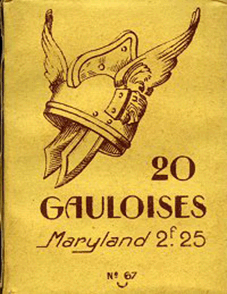 20
GAULOISES
Maryland 2f.25
Nº 67